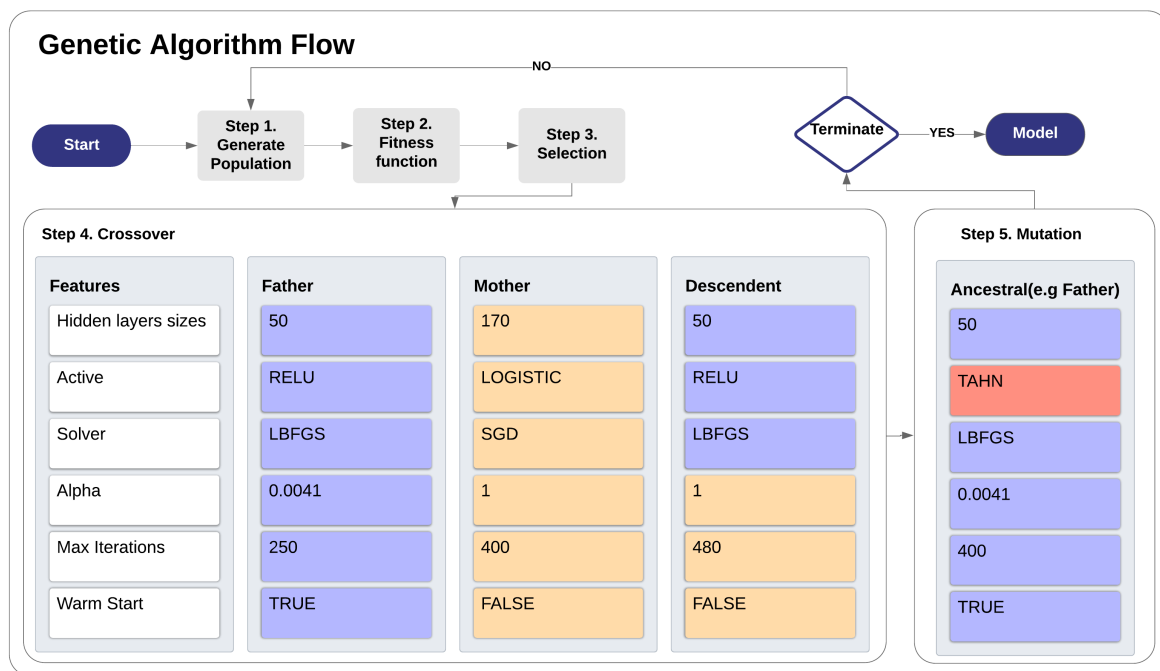 Genetic Algorithm Flow
NO
Start
Step 1.
Generate
Population
Step 2.
Fitness
function
Step 3.
Selection
Terminate
YES
Model
Step 4. Crossover
Features
Hidden layers sizes
Active
Solver
Alpha
Max Iterations
Warm Start
Father
50
RELU
LBFGS
0.0041
250
TRUE
Mother
170
LOGISTIC
SGD
1
400
FALSE
Descendent
50
RELU
LBFGS
1
480
FALSE
Step 5. Mutation
Ancestral(e.g Father)
50
TAHN
LBFGS
0.0041
400
TRUE